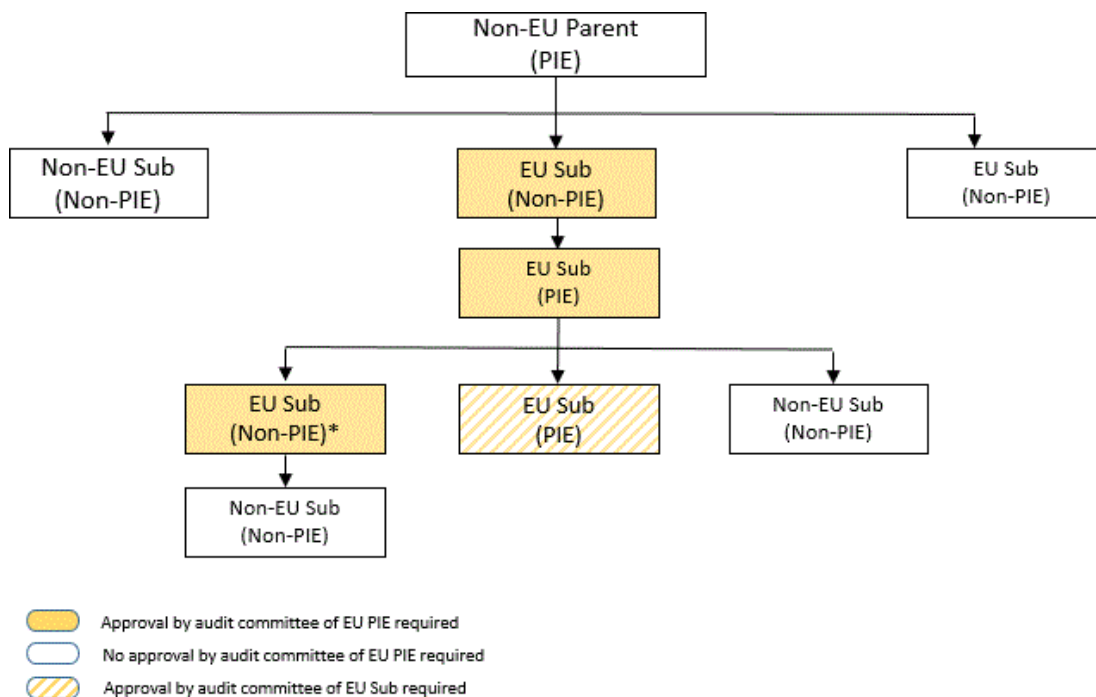 Non-EU Parent
(PIE)
Non-EU Sub
(Non-PIE)
EU Sub
(Non-PIE)
EU Sub
(Non-PIE)
EU Sub
(PIE)
EU Sub
(Non-PIE)*
EU Sub
(PIE)
Non-EU Sub
(Non-PIE)
Non-EU Sub
(Non-PIE)
Approval by audit committee of EU PIE required
No approval by audit committee of EU PIE required
Approval by audit committee of EU Sub required